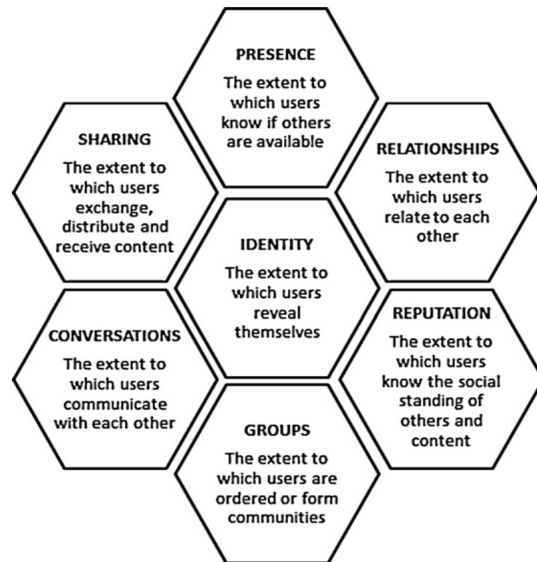 PRESENCE
The extent to
which users
know if others
are available
SHARING
The extent to
which users
exchange,
distribute and
receive content
RELATIONSHIPS
The extent to
which users
relate to each
other
IDENTITY
The extent to
which users
reveal
themselves
CONVERSATIONS
The extent to
which users
communicate
with each other
REPUTATION
The extent to
which users
know the social
standing of
others and
content
GROUPS
The extent to
which users are
ordered or form
communities